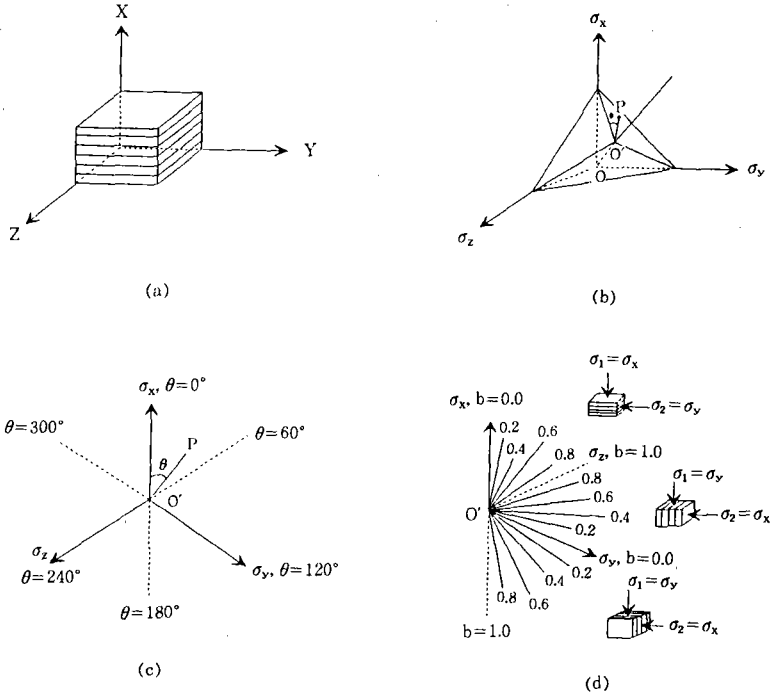 X
Y
Z
(a)
σx
P
O'
O
σy
σz
(b)
σx, θ=0°
θ=300°
P
θ=60°
θ
O'
σz
θ=240°
σy, θ=120°
θ=180°
(c)
σ1=σx
σ2=σy
σx, b=0.0
0.2
0.6
0.4
0.8
σz, b=1.0
0.8
0.6
0.4
0.2
O'
σ1=σy
σ2=σx
σy, b=0.0
0.2
0.4
0.6
0.8
b=1.0
σ1=σy
σ2=σx
(d)